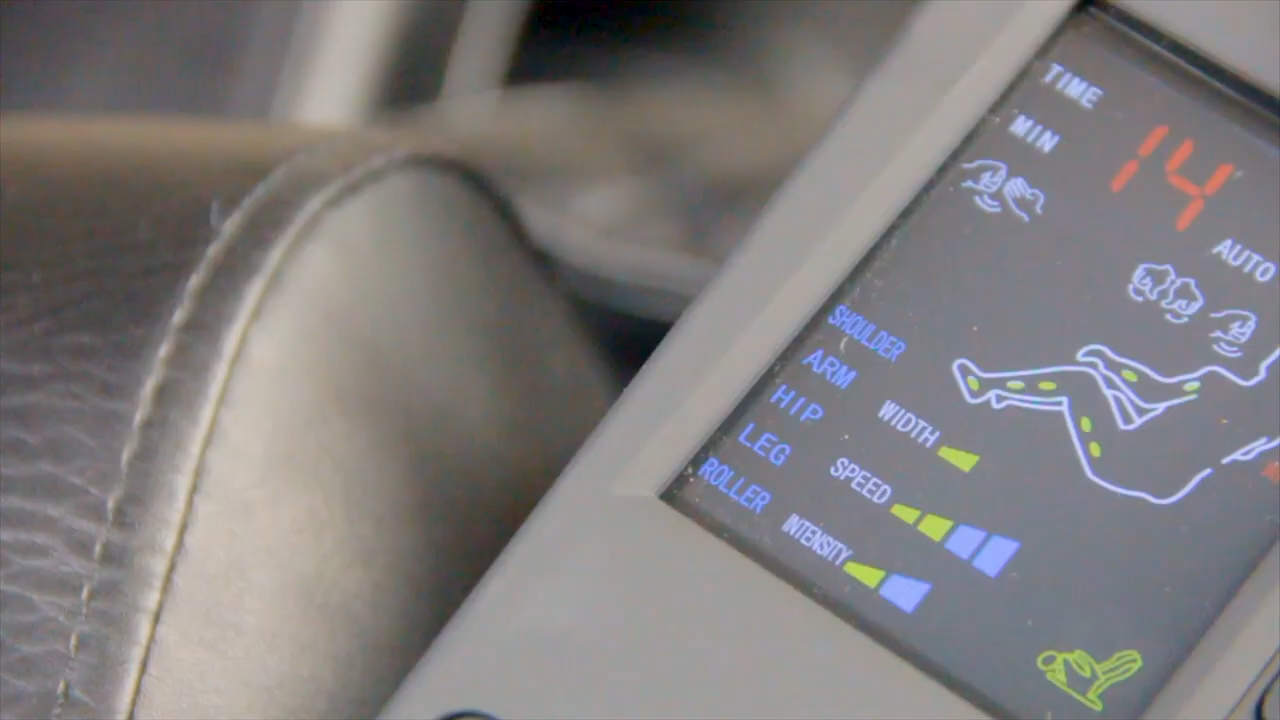 TIME
MIN
14
AUTO
SHOULDER
ARM
HIP
LEG
ROLLER
WIDTH
SPEED
INTENSITY